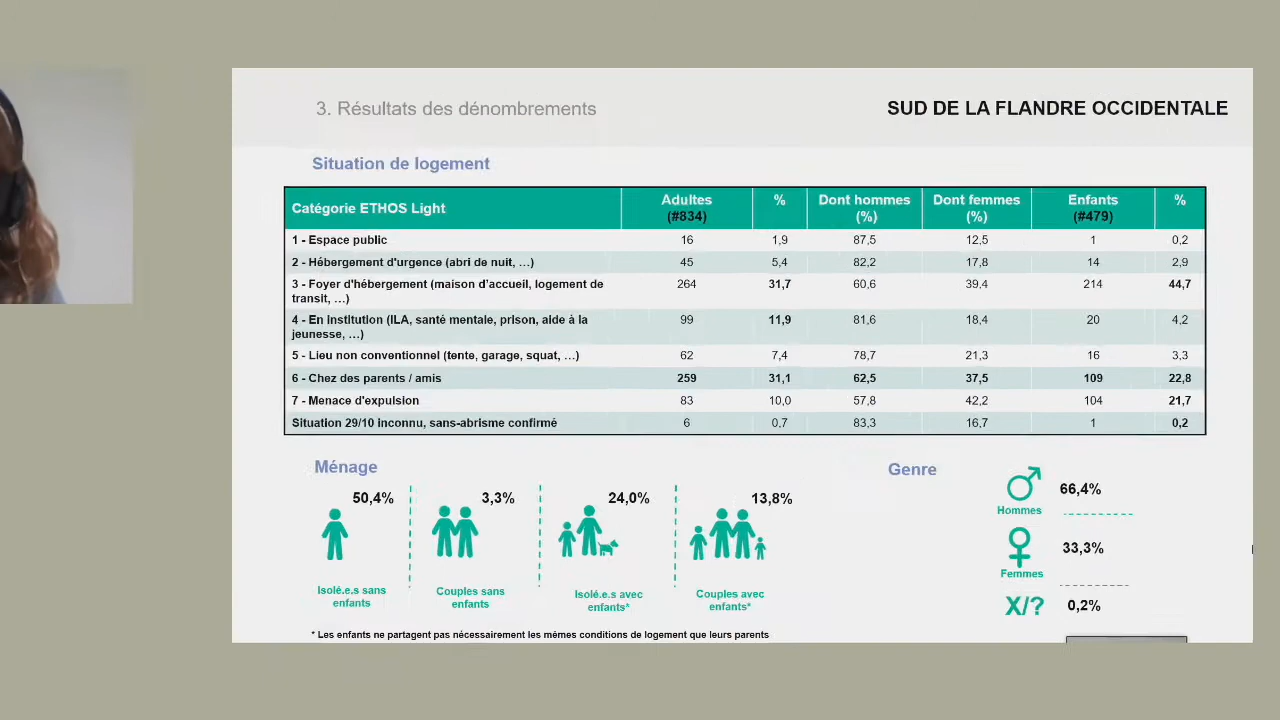 3. Résultats des dénombrements
SUD DE LA FLANDRE OCCIDENTALE
Situation de logement
Catégorie ETHOS Light | Adultes (#834) | % | Dont hommes (%) | Dont femmes (%) | Enfants (#479) | %
1 - Espace public | 16 | 1,9 | 87,5 | 12,5 | 1 | 0,2
2 - Hébergement d'urgence (abri de nuit, …) | 45 | 5,4 | 82,2 | 17,8 | 14 | 2,9
3 - Foyer d'hébergement (maison d'accueil, logement de transit, …) | 264 | 31,7 | 60,6 | 39,4 | 214 | 44,7
4 - En institution (ILA, santé mentale, prison, aide à la jeunesse, …) | 99 | 11,9 | 81,6 | 18,4 | 20 | 4,2
5 - Lieu non conventionnel (tente, garage, squat, …) | 62 | 7,4 | 78,7 | 21,3 | 16 | 3,3
6 - Chez des parents / amis | 259 | 31,1 | 62,5 | 37,5 | 109 | 22,8
7 - Menace d'expulsion | 83 | 10,0 | 57,8 | 42,2 | 104 | 21,7
Situation 29/10 inconnu, sans-abrisme confirmé | 6 | 0,7 | 83,3 | 16,7 | 1 | 0,2
Ménage
50,4%
Isolé.e.s sans
enfants
3,3%
Couples sans
enfants
24,0%
Isolé.e.s avec
enfants*
13,8%
Couples avec
enfants*
* Les enfants ne partagent pas nécessairement les mêmes conditions de logement que leurs parents
Genre
66,4%
Hommes
33,3%
Femmes
X/? 0,2%